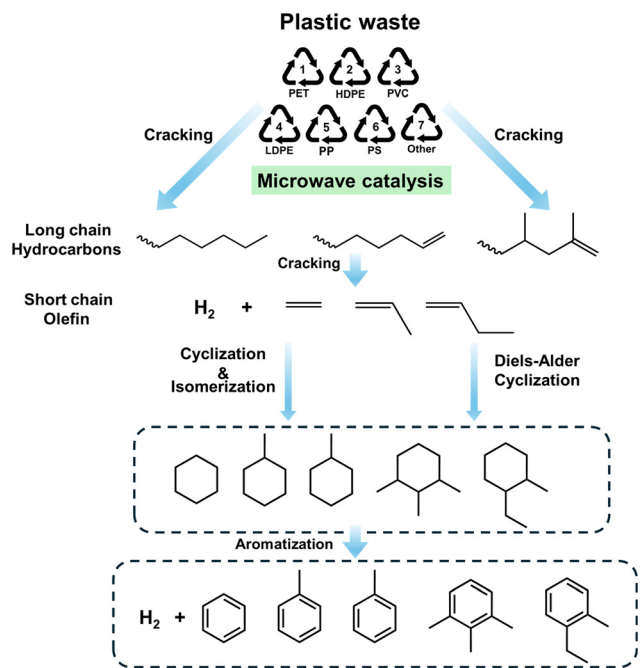 Plastic waste
1 2 3
PET HDPE PVC
4 5 6 7
LDPE PP PS Other
Cracking
Cracking
Microwave catalysis
Long chain
Hydrocarbons
Cracking
Short chain
Olefin
H₂ +
Cyclization
&
Isomerization
Diels-Alder
Cyclization
Aromatization
H₂ +